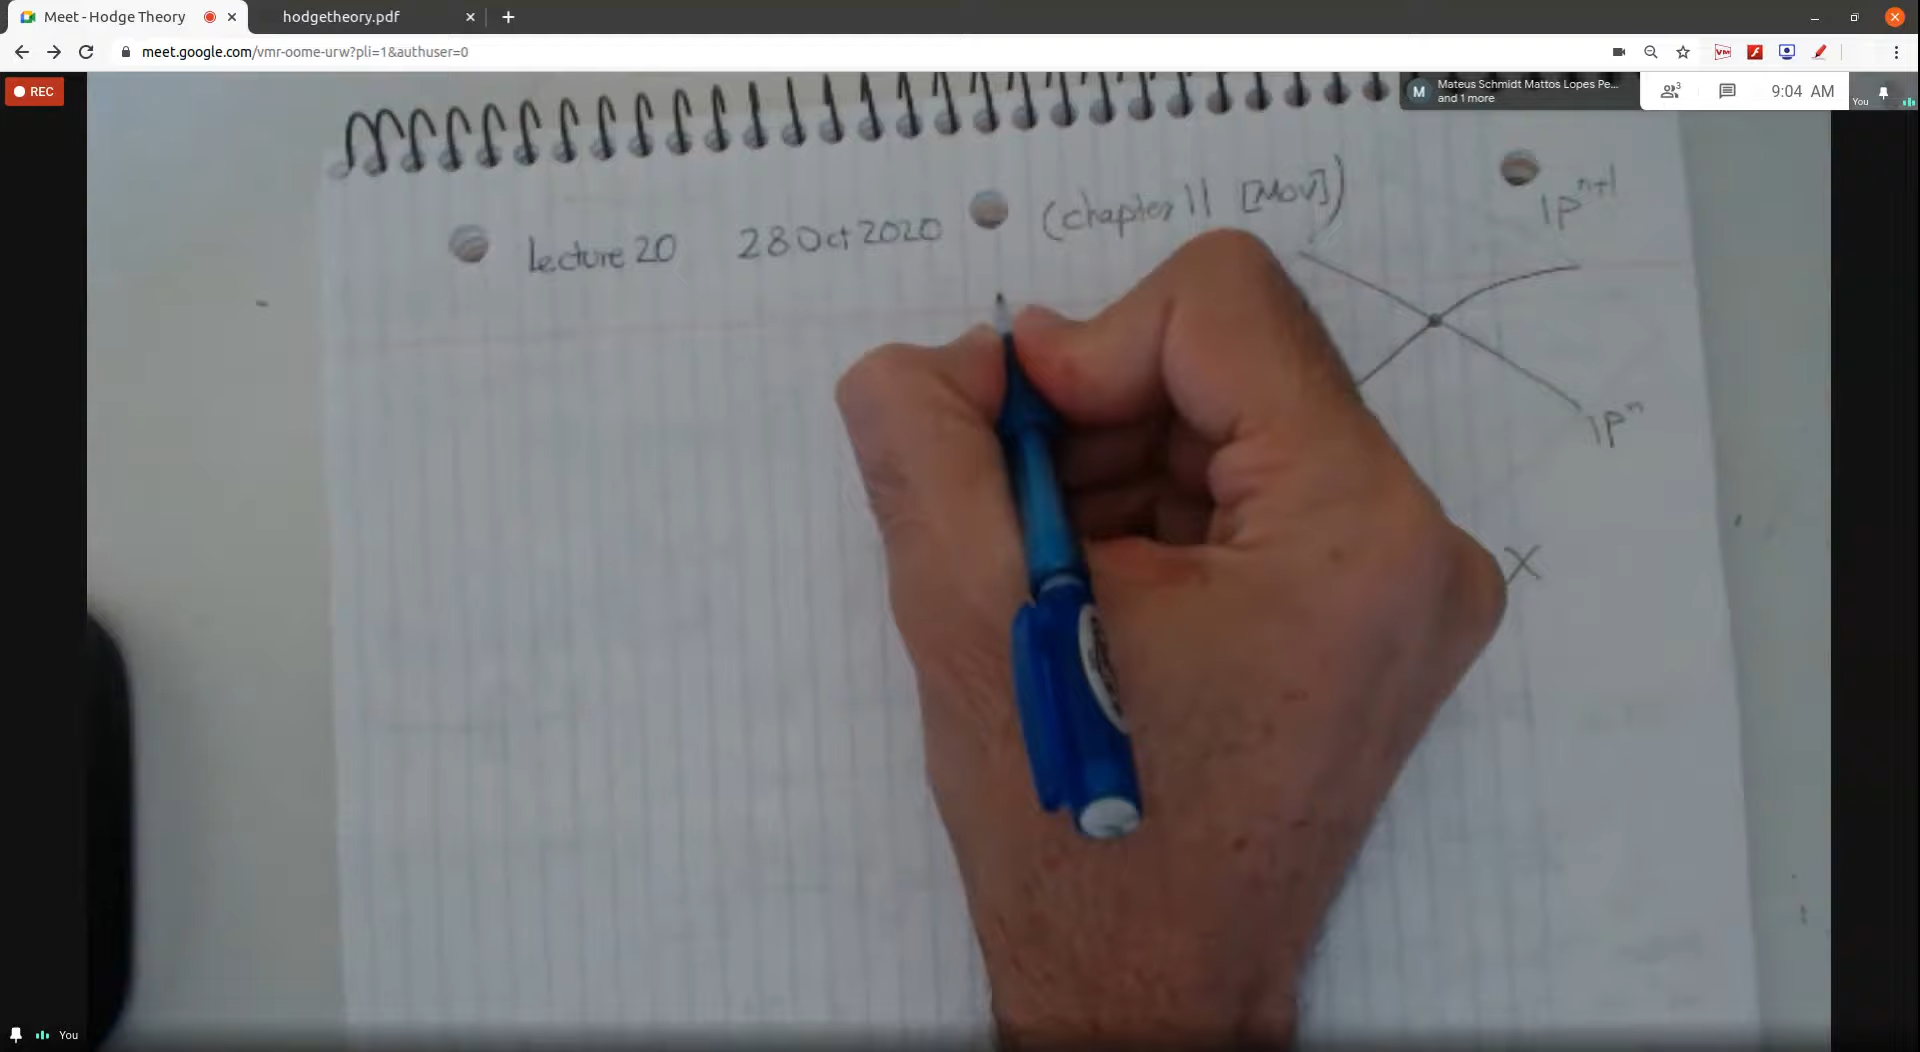 Meet - Hodge Theory
hodgetheory.pdf
meet.google.com/vmr-oome-urw?pli=1&authuser=0
REC
M
Mateus Schmidt Mattos Lopes Pe...
and 1 more
3
9:04 AM
You
lecture 20 28 Oct 2020 (chapter 11 [Mov])
IP^{n+1}
IP^n
X
You